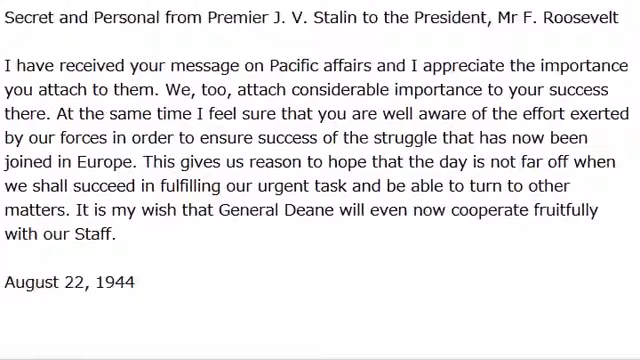 Secret and Personal from Premier J. V. Stalin to the President, Mr F. Roosevelt
I have received your message on Pacific affairs and I appreciate the importance
you attach to them. We, too, attach considerable importance to your success
there. At the same time I feel sure that you are well aware of the effort exerted
by our forces in order to ensure success of the struggle that has now been
joined in Europe. This gives us reason to hope that the day is not far off when
we shall succeed in fulfilling our urgent task and be able to turn to other
matters. It is my wish that General Deane will even now cooperate fruitfully
with our Staff.
August 22, 1944